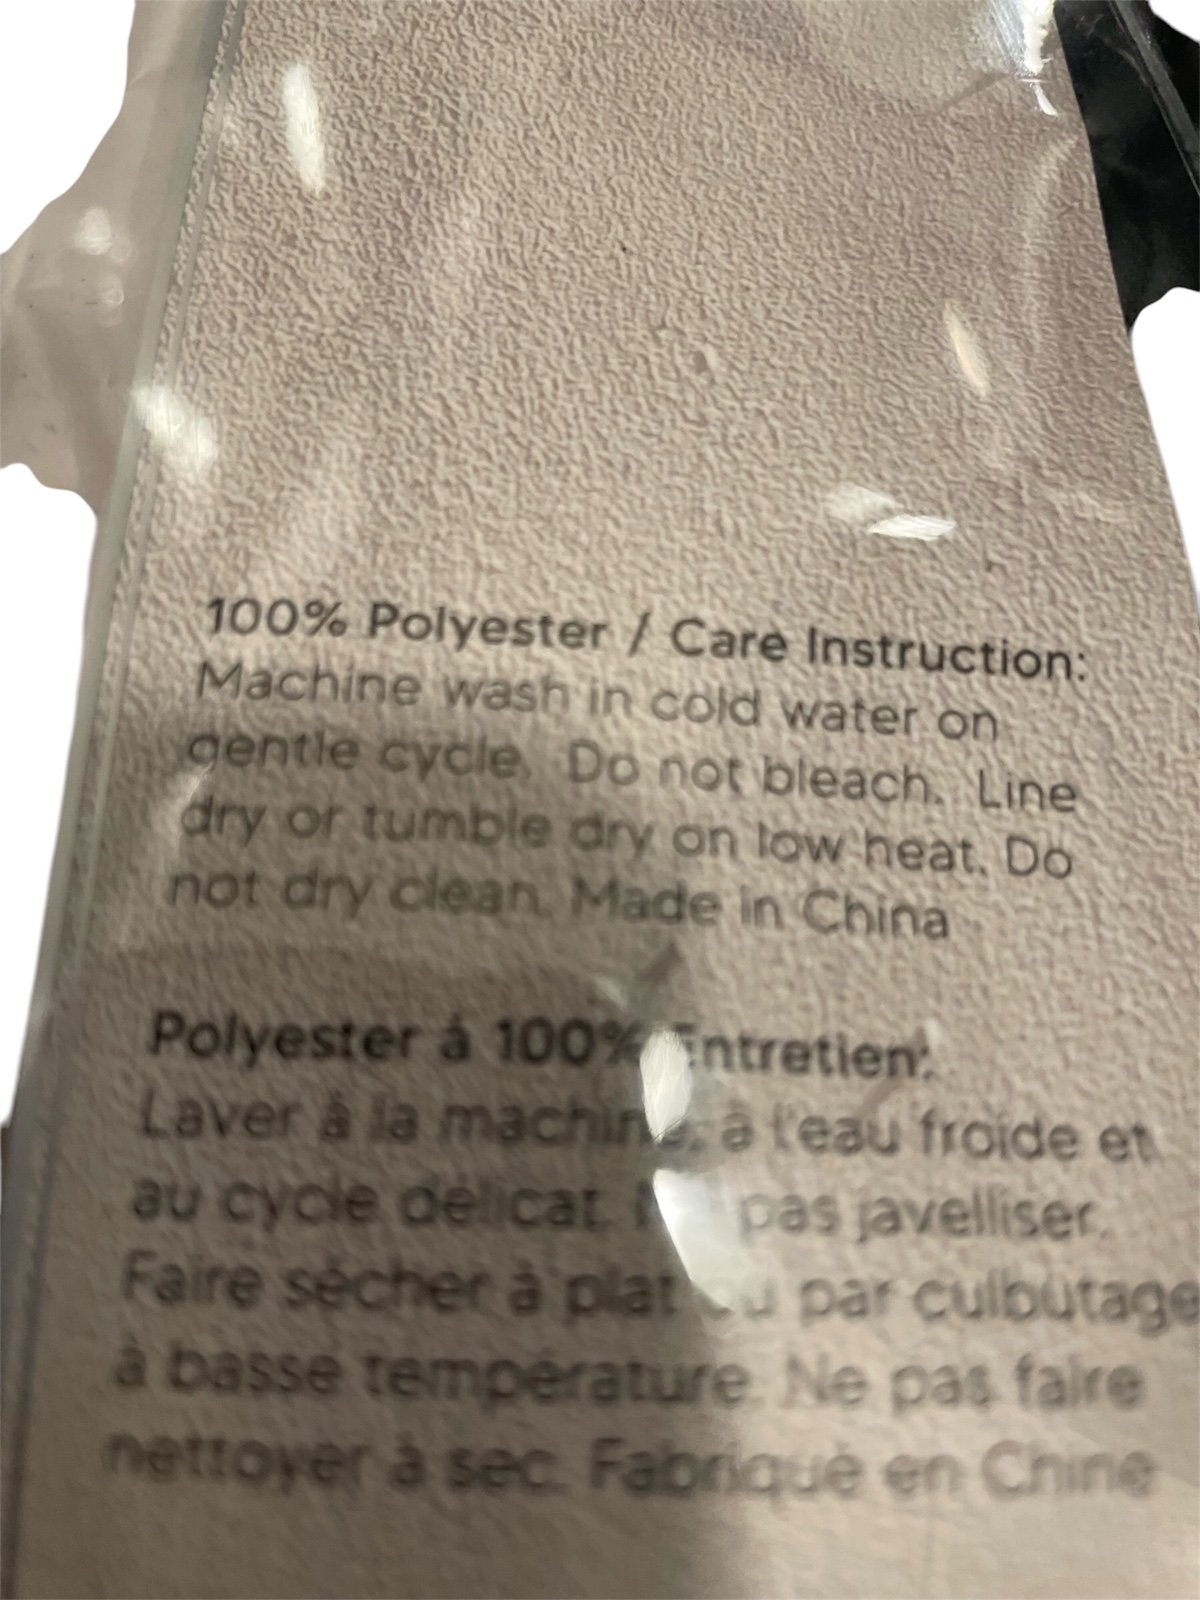 100% Polyester / Care Instruction:
Machine wash in cold water on
gentle cycle. Do not bleach. Line
dry or tumble dry on low heat. Do
not dry clean. Made in China
Polyester à 100% Entretien:
Laver à la machine, à l'eau froide et
au cycle délicat. pas javelliser.
Faire sécher à plat ou par culbutage
à basse température. Ne pas faire
nettoyer à sec. Fabriqué en Chine